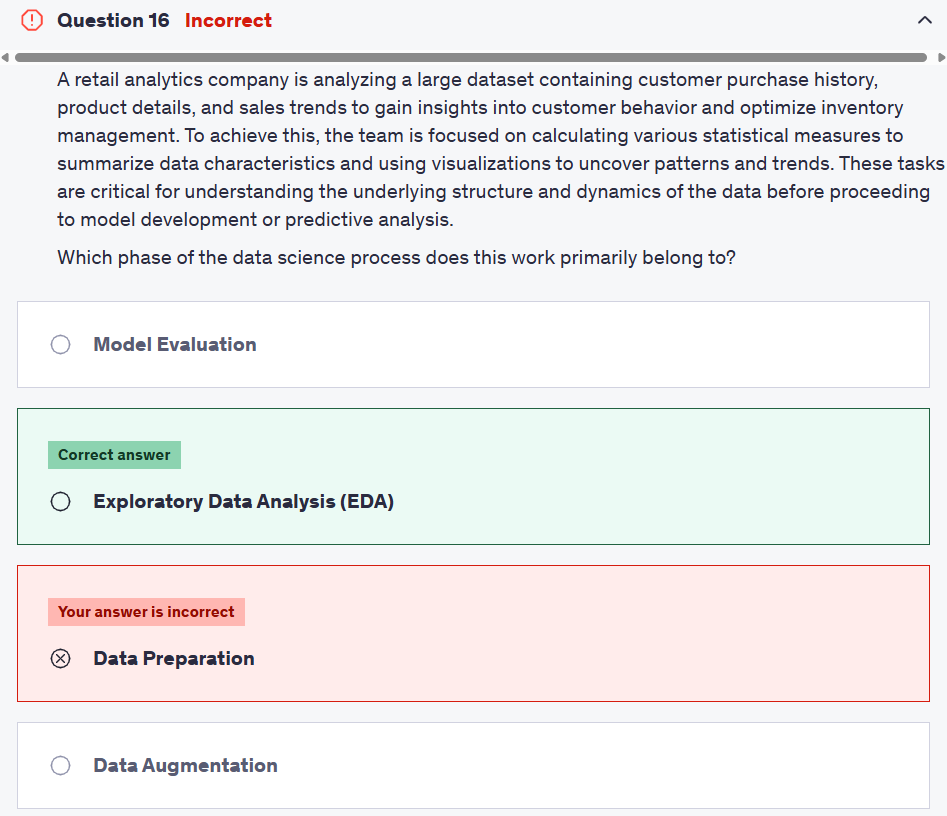 Question 16 Incorrect
A retail analytics company is analyzing a large dataset containing customer purchase history,
product details, and sales trends to gain insights into customer behavior and optimize inventory
management. To achieve this, the team is focused on calculating various statistical measures to
summarize data characteristics and using visualizations to uncover patterns and trends. These tasks
are critical for understanding the underlying structure and dynamics of the data before proceeding
to model development or predictive analysis.
Which phase of the data science process does this work primarily belong to?
Model Evaluation
Correct answer
Exploratory Data Analysis (EDA)
Your answer is incorrect
Data Preparation
Data Augmentation